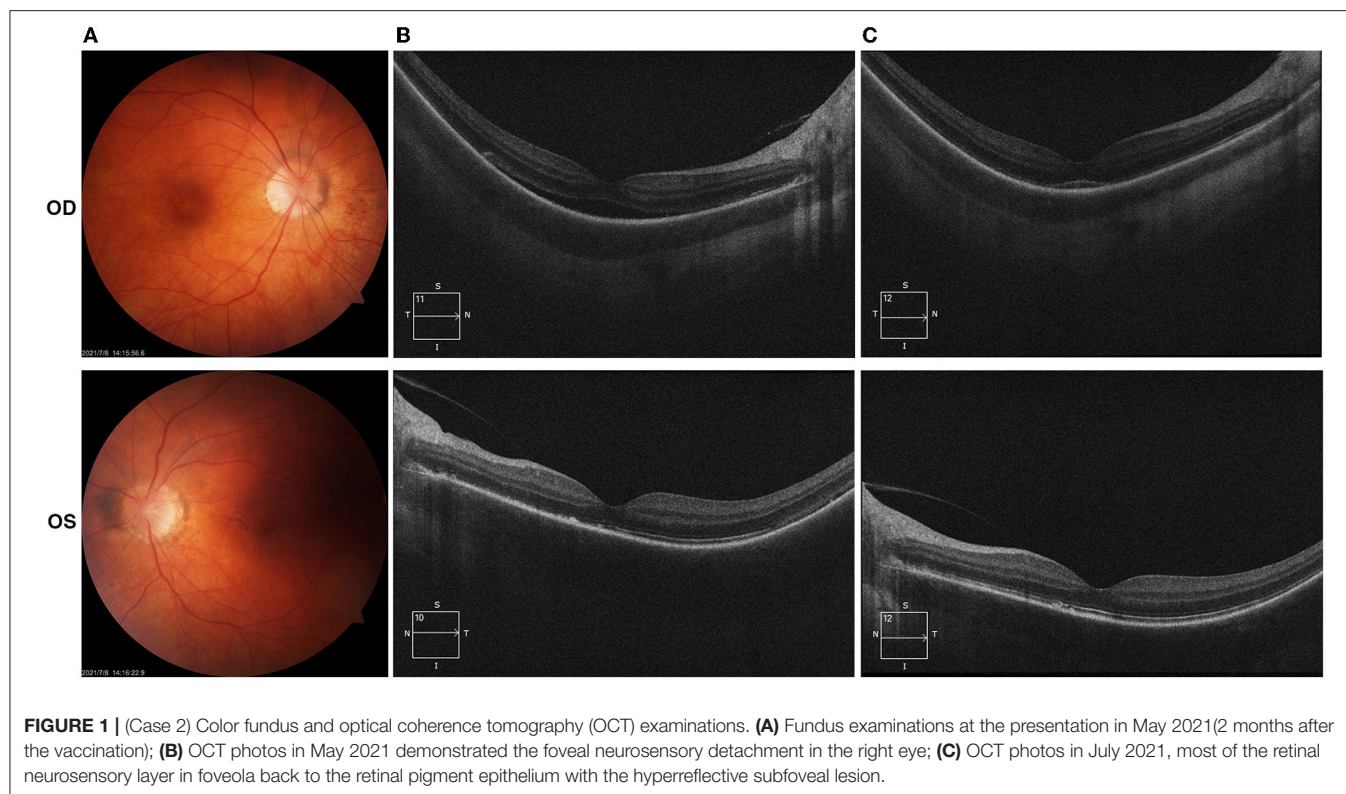 A
B
C
OD
2021/7/8 14:15:56.6
S
11
T
N
I
S
12
T
N
I
OS
2021/7/8 14:16:22.9
S
10
N
T
I
S
12
N
T
I
FIGURE 1 | (Case 2) Color fundus and optical coherence tomography (OCT) examinations. (A) Fundus examinations at the presentation in May 2021(2 months after
the vaccination); (B) OCT photos in May 2021 demonstrated the foveal neurosensory detachment in the right eye; (C) OCT photos in July 2021, most of the retinal
neurosensory layer in foveola back to the retinal pigment epithelium with the hyperreflective subfoveal lesion.